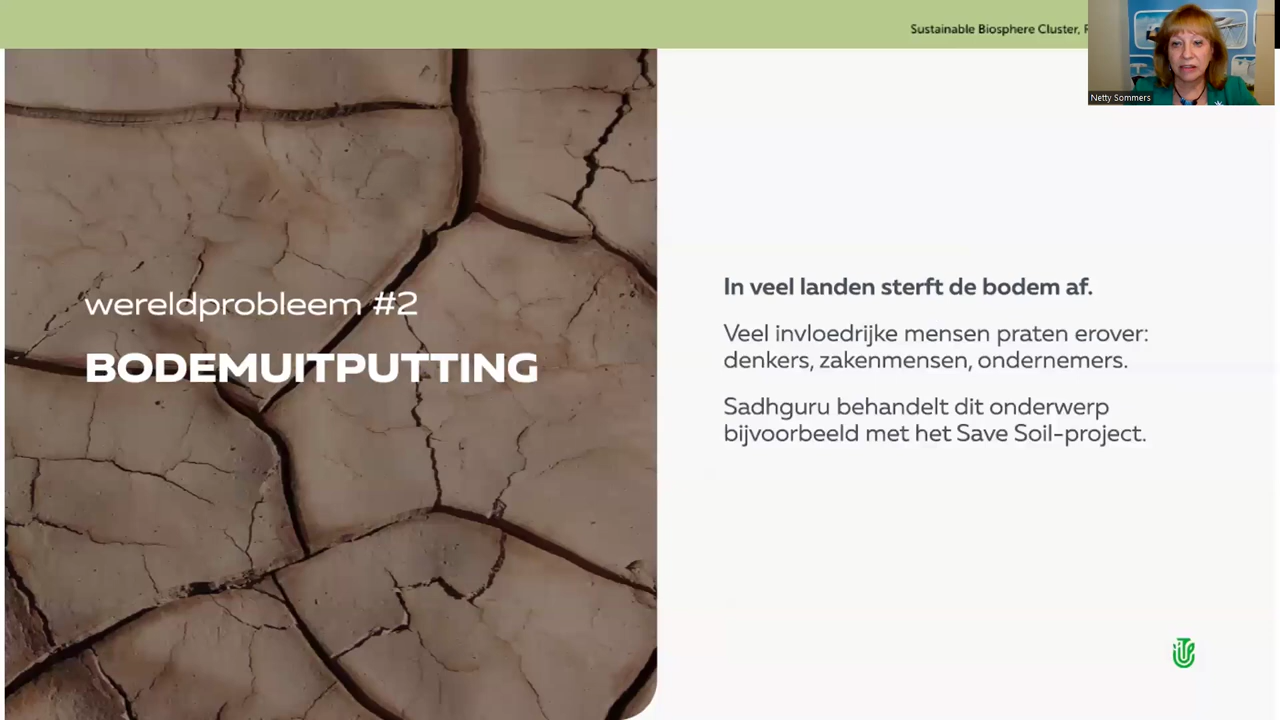 Sustainable Biosphere Cluster,
Netty Sommers
wereldprobleem #2
BODEMUITPUTTING
In veel landen sterft de bodem af.
Veel invloedrijke mensen praten erover:
denkers, zakenmensen, ondernemers.
Sadhguru behandelt dit onderwerp
bijvoorbeeld met het Save Soil-project.